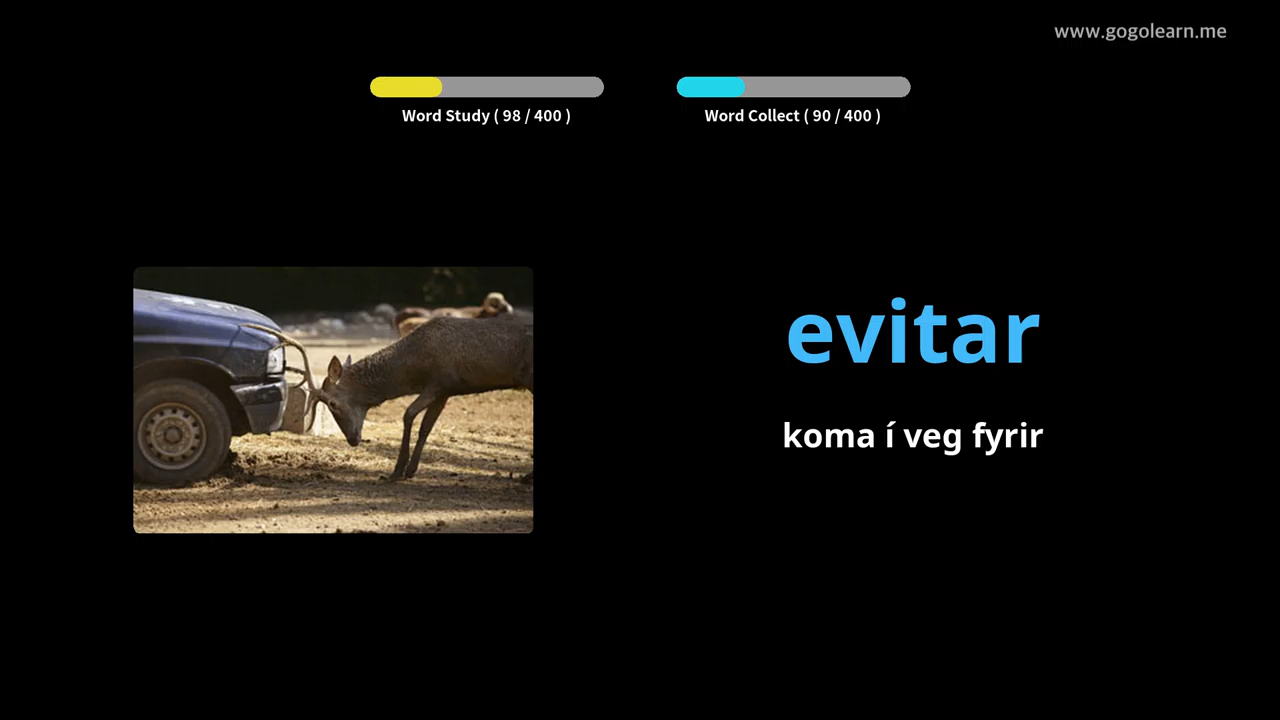 www.gogolearn.me
Word Study ( 98 / 400 )
Word Collect ( 90 / 400 )
evitar
koma í veg fyrir